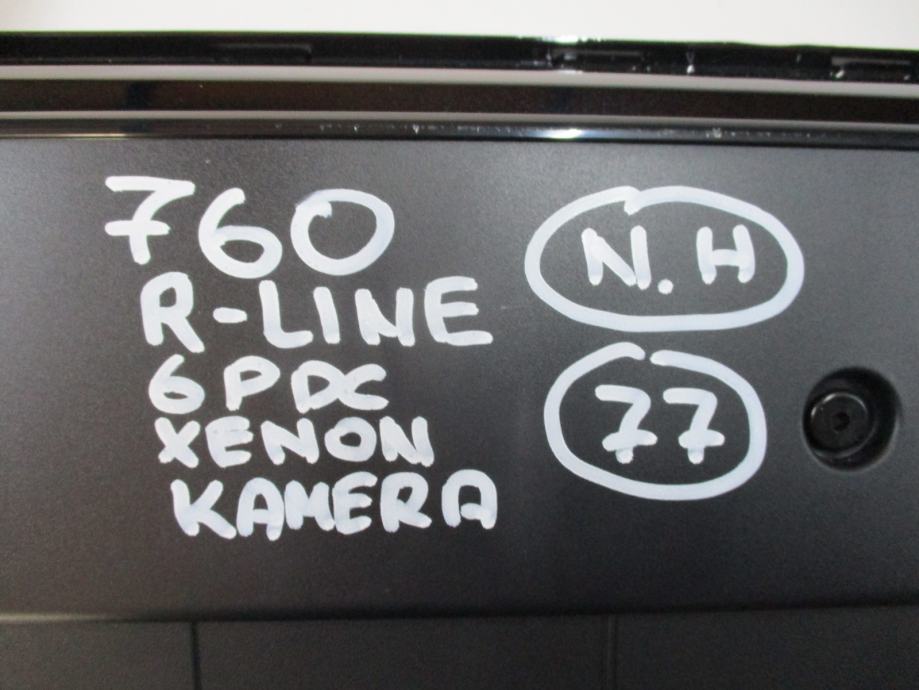 760
R-LINE
6PDC
XENON
KAMERA
N.H
77